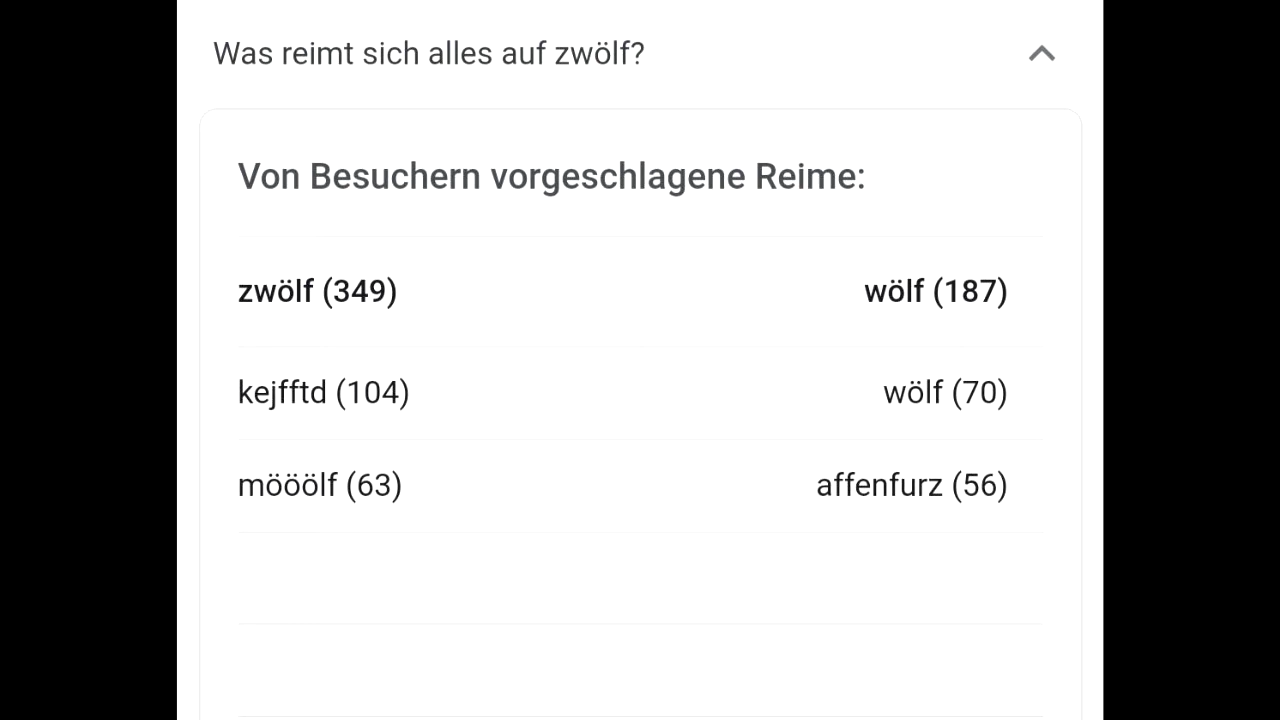 Was reimt sich alles auf zwölf?
Von Besuchern vorgeschlagene Reime:
zwölf (349) wölf (187)
kejfftd (104) wölf (70)
mööölf (63) affenfurz (56)